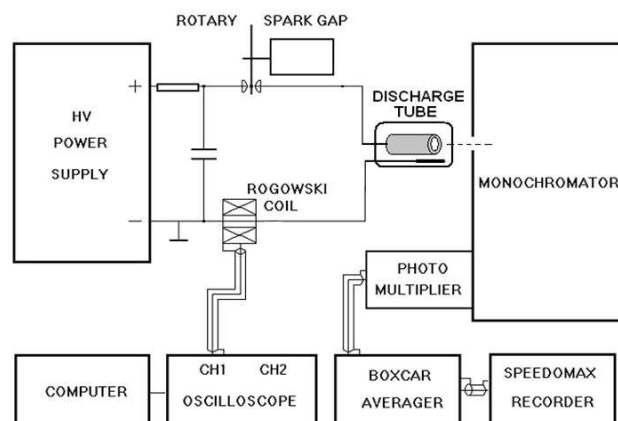 ROTARY SPARK GAP
HV
POWER
SUPPLY
+
−
DISCHARGE
TUBE
MONOCHROMATOR
ROGOWSKI
COIL
PHOTO
MULTIPLIER
COMPUTER
CH1 CH2
OSCILLOSCOPE
BOXCAR
AVERAGER
SPEEDOMAX
RECORDER